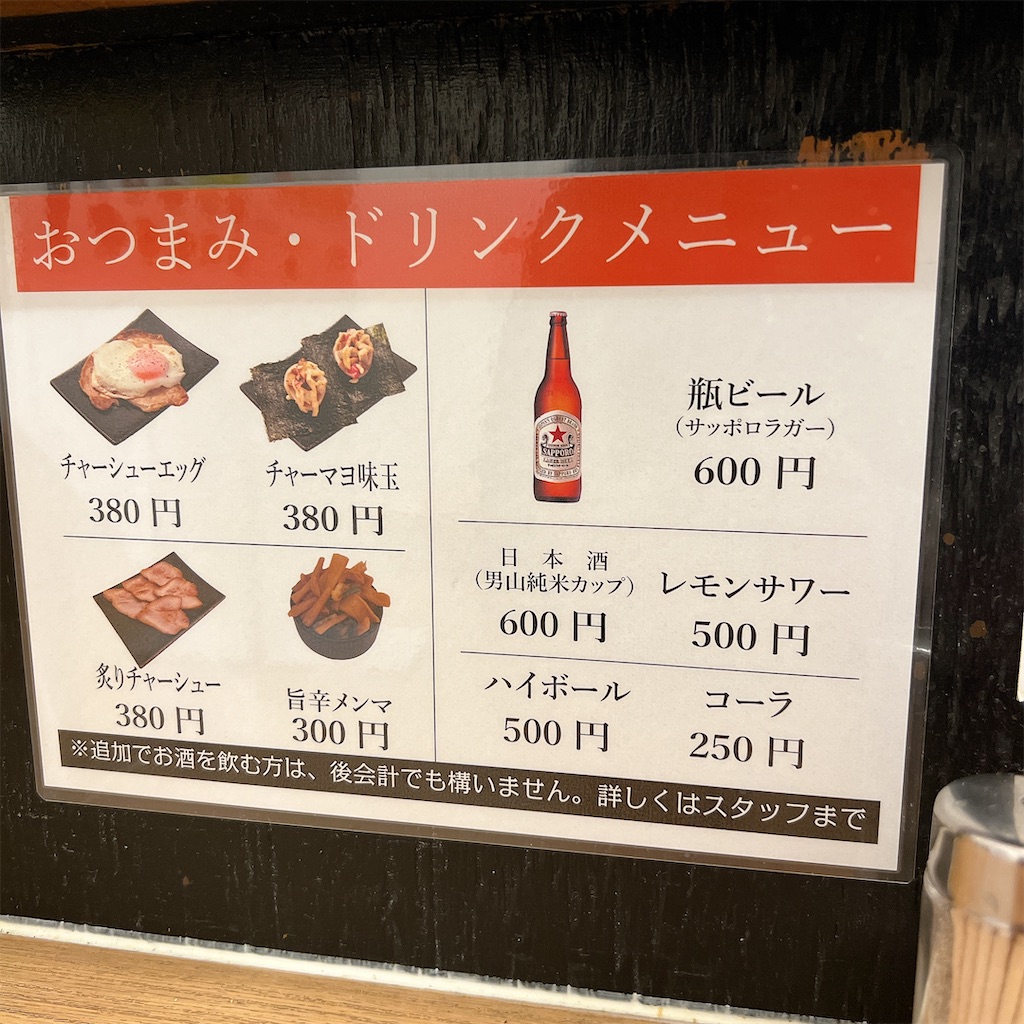 おつまみ・ドリンクメニュー
チャーシューエッグ
380 円
チャーマヨ味玉
380 円
炙りチャーシュー
380 円
旨辛メンマ
300 円
SAPPORO
瓶ビール
(サッポロラガー)
600 円
日 本 酒
(男山純米カップ)
600 円
レモンサワー
500 円
ハイボール
500 円
コーラ
250 円
※追加でお酒を飲む方は、後会計でも構いません。詳しくはスタッフまで